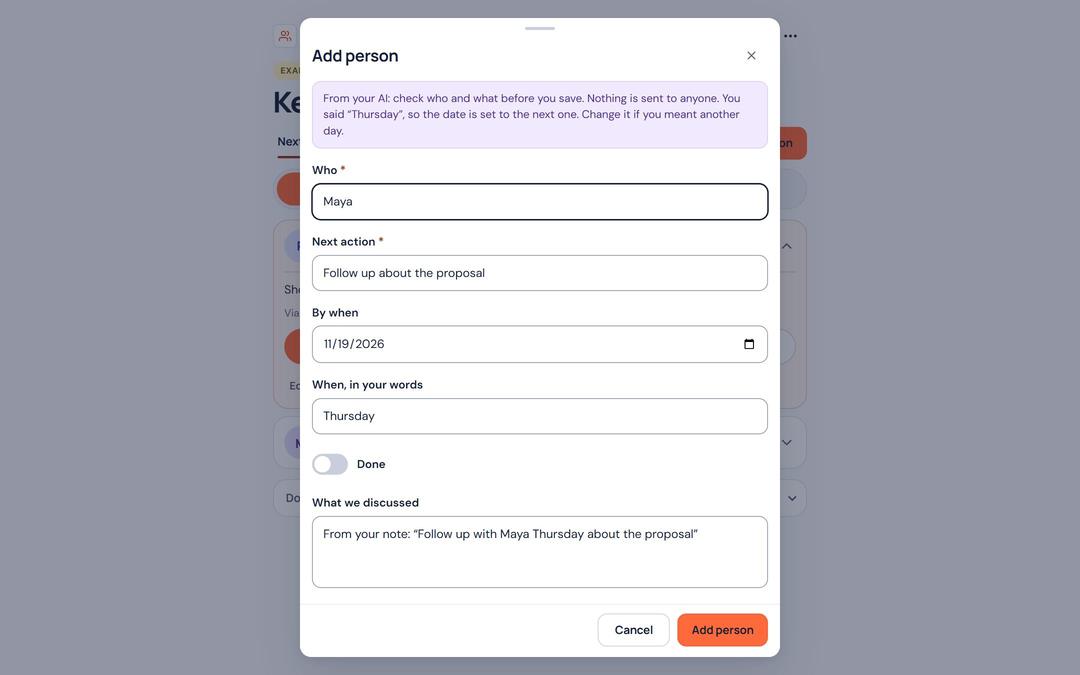 Add person
From your AI: check who and what before you save. Nothing is sent to anyone. You
said “Thursday”, so the date is set to the next one. Change it if you meant another
day.
Who *
Maya
Next action *
Follow up about the proposal
By when
11/19/2026
When, in your words
Thursday
Done
What we discussed
From your note: “Follow up with Maya Thursday about the proposal”
Cancel
Add person